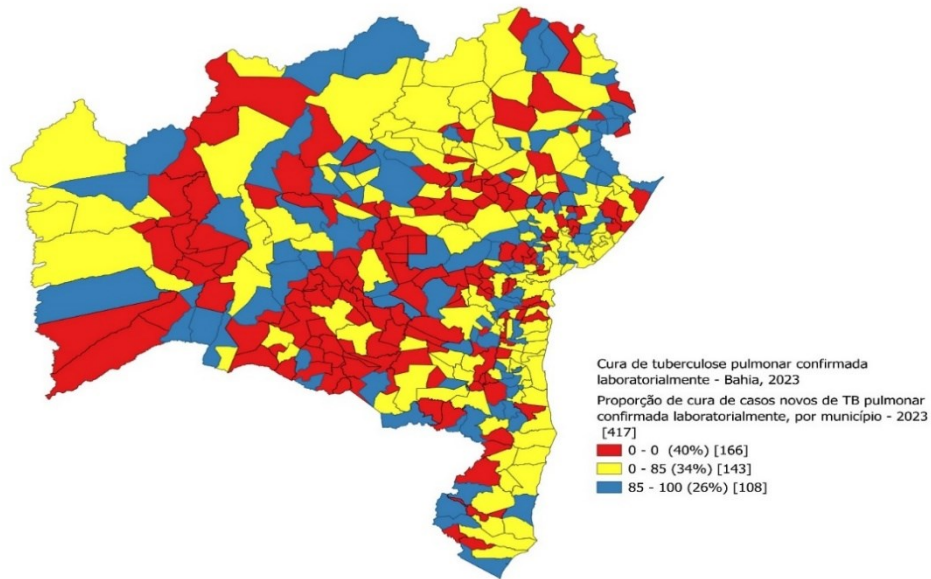 Cura de tuberculose pulmonar confirmada
laboratorialmente - Bahia, 2023
Proporção de cura de casos novos de TB pulmonar
confirmada laboratorialmente, por município - 2023
[417]
0 - 0 (40%) [166]
0 - 85 (34%) [143]
85 - 100 (26%) [108]